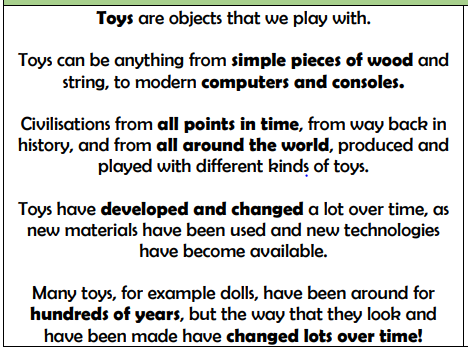 Toys are objects that we play with.
Toys can be anything from simple pieces of wood and
string, to modern computers and consoles.
Civilisations from all points in time, from way back in
history, and from all around the world, produced and
played with different kinds of toys.
Toys have developed and changed a lot over time, as
new materials have been used and new technologies
have become available.
Many toys, for example dolls, have been around for
hundreds of years, but the way that they look and
have been made have changed lots over time!